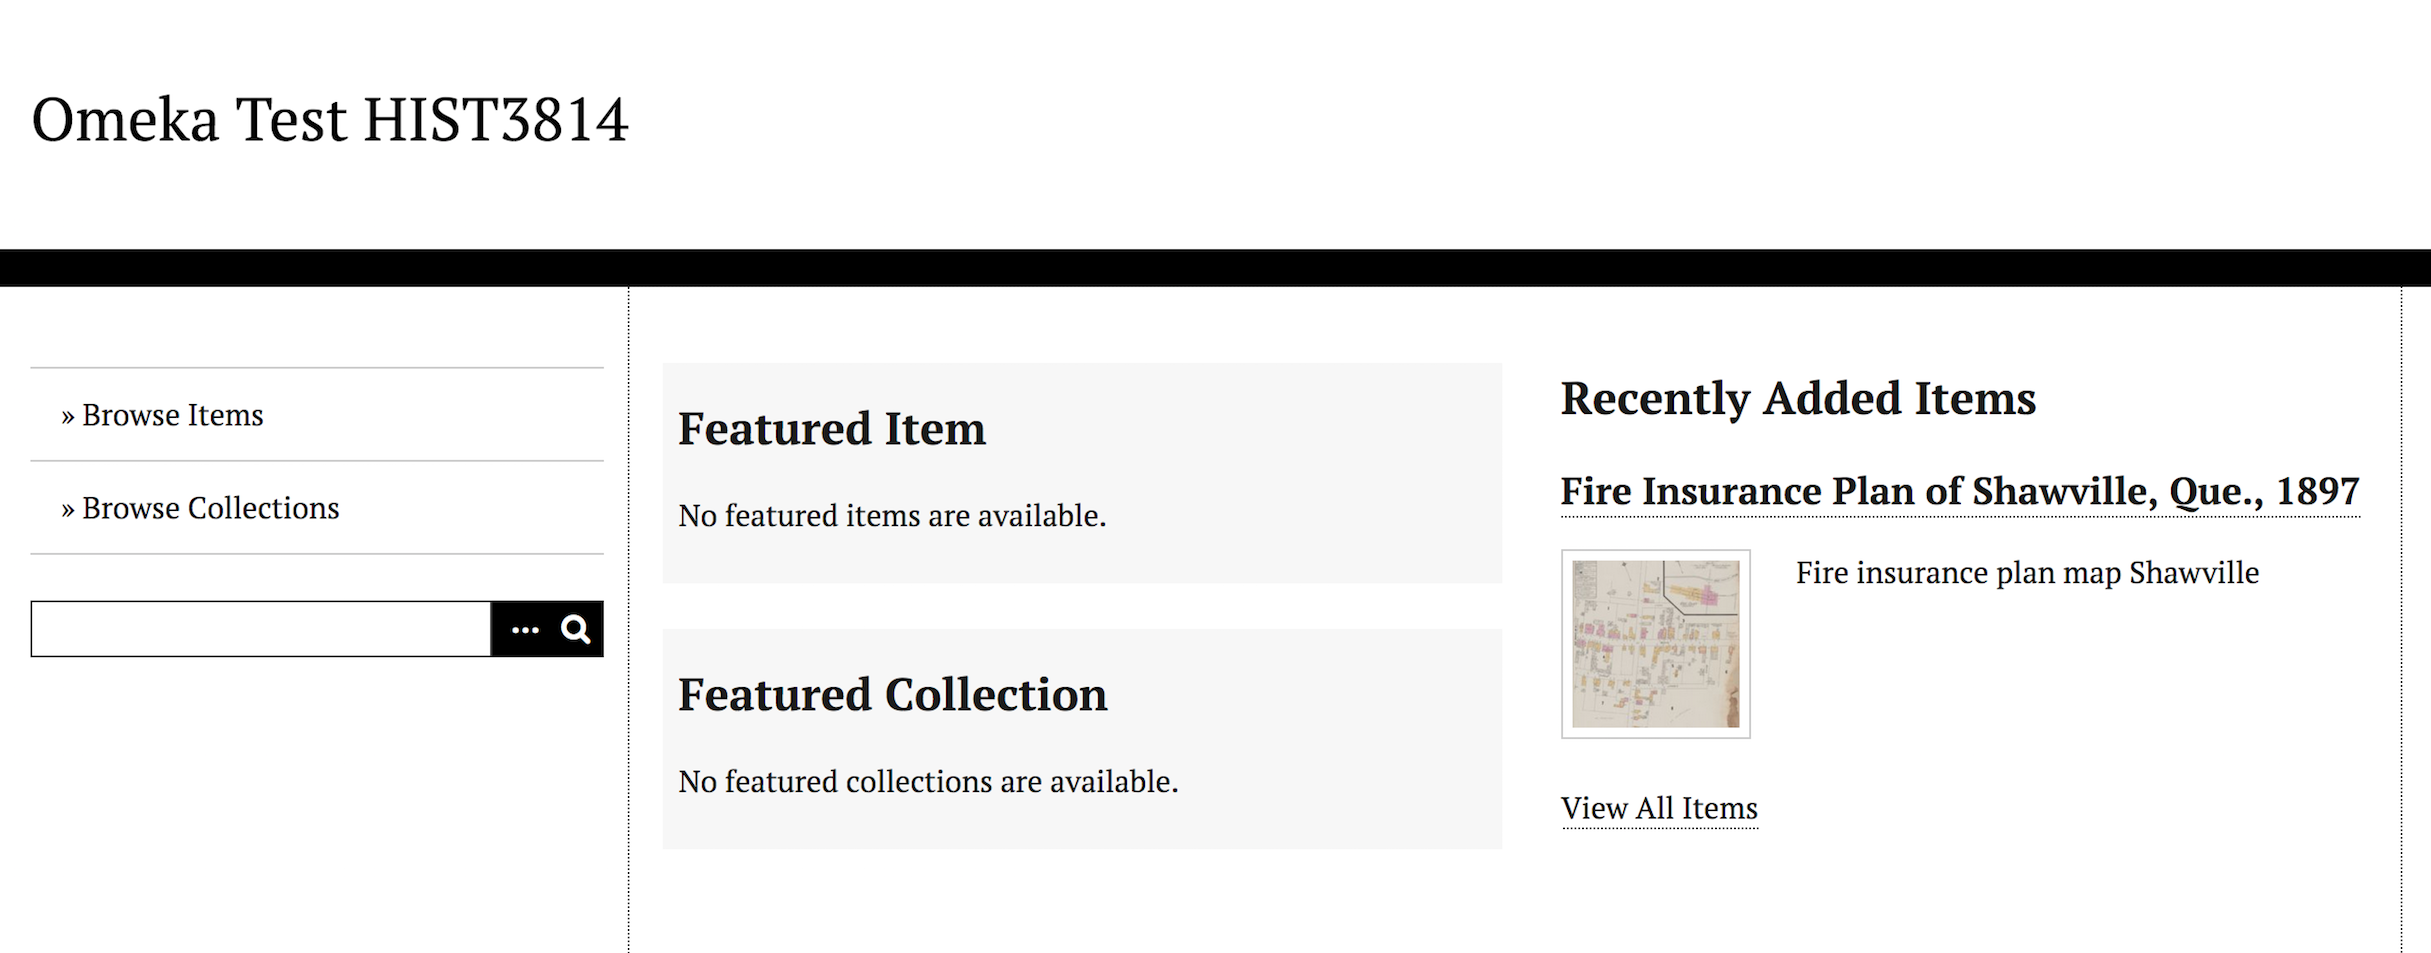 Omeka Test HIST3814
» Browse Items
» Browse Collections
...
Featured Item
No featured items are available.
Featured Collection
No featured collections are available.
Recently Added Items
Fire Insurance Plan of Shawville, Que., 1897
Fire insurance plan map Shawville
View All Items